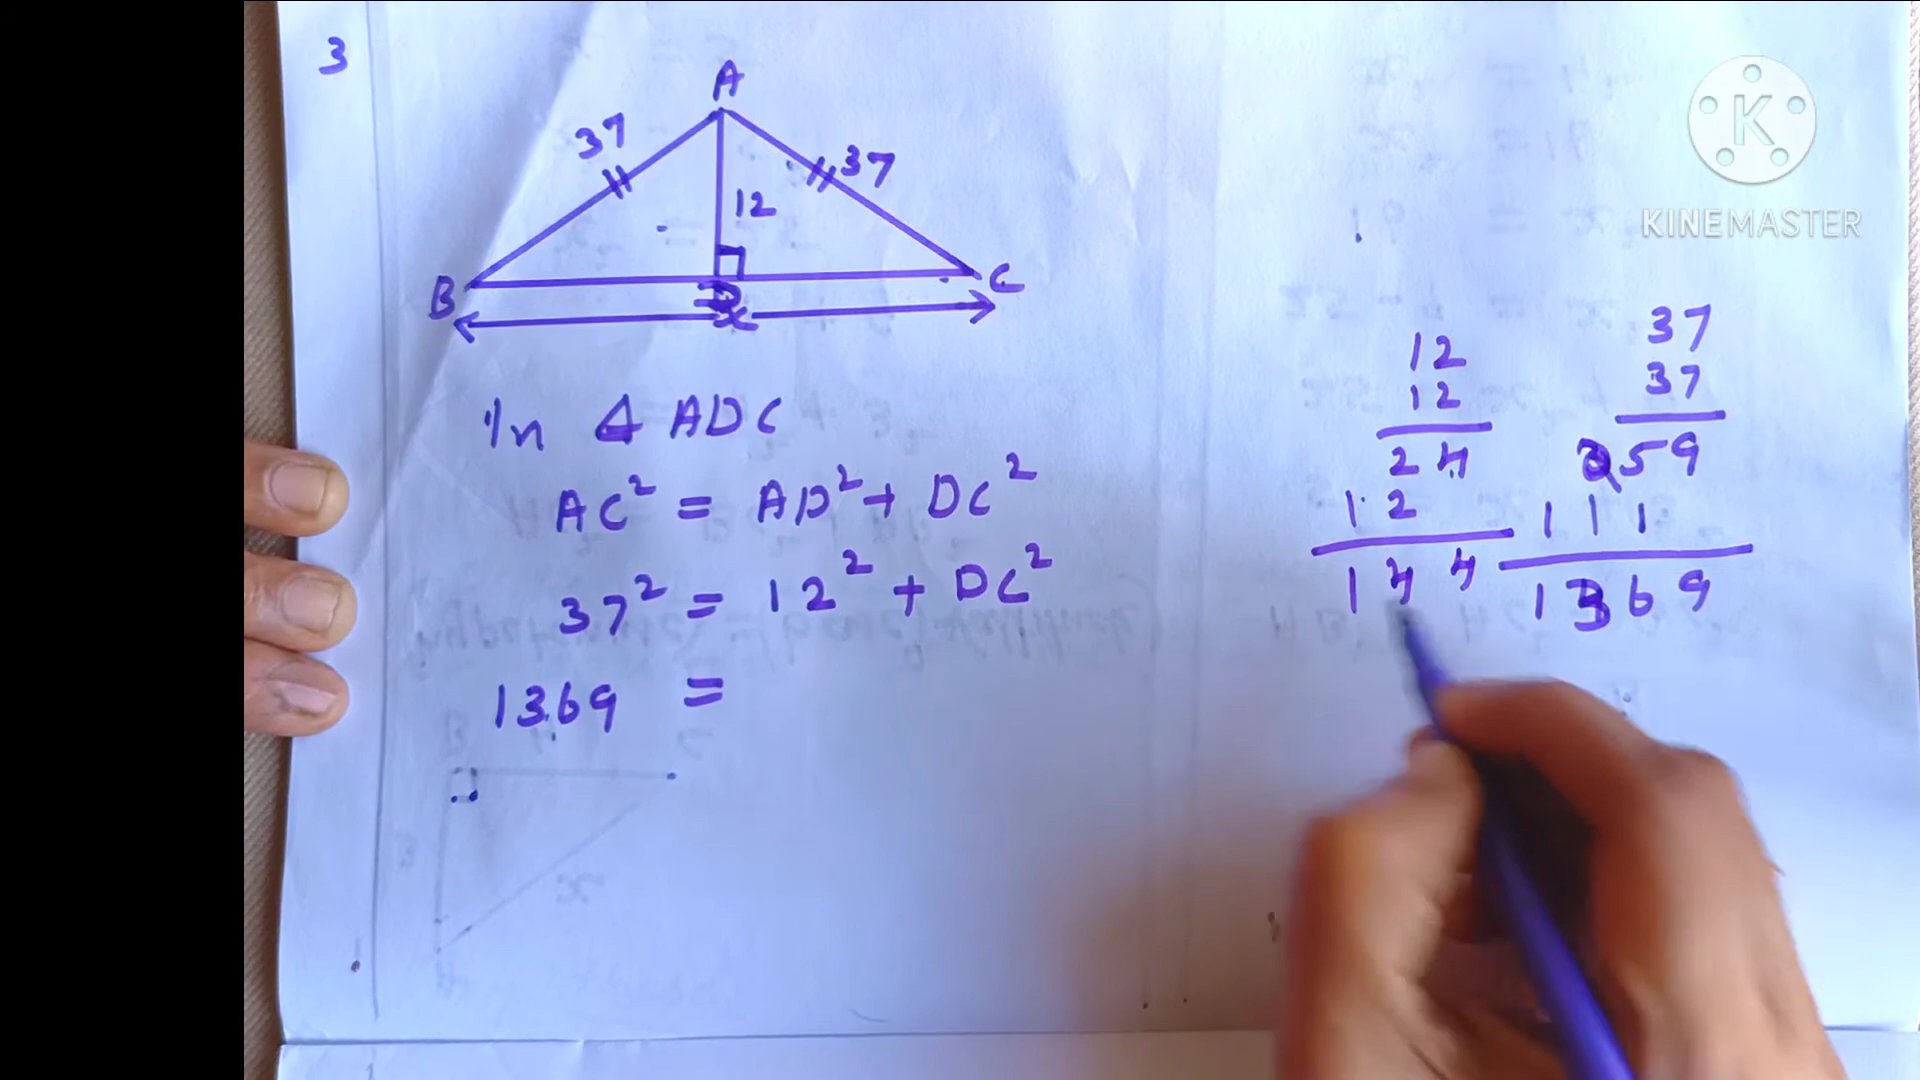 3
A
37
37
12
B
D
C
x
In Δ ADC
AC² = AD² + DC²
37² = 12² + DC²
1369 =
12
12
24
12
144
37
37
259
111
1369
K
KINEMASTER